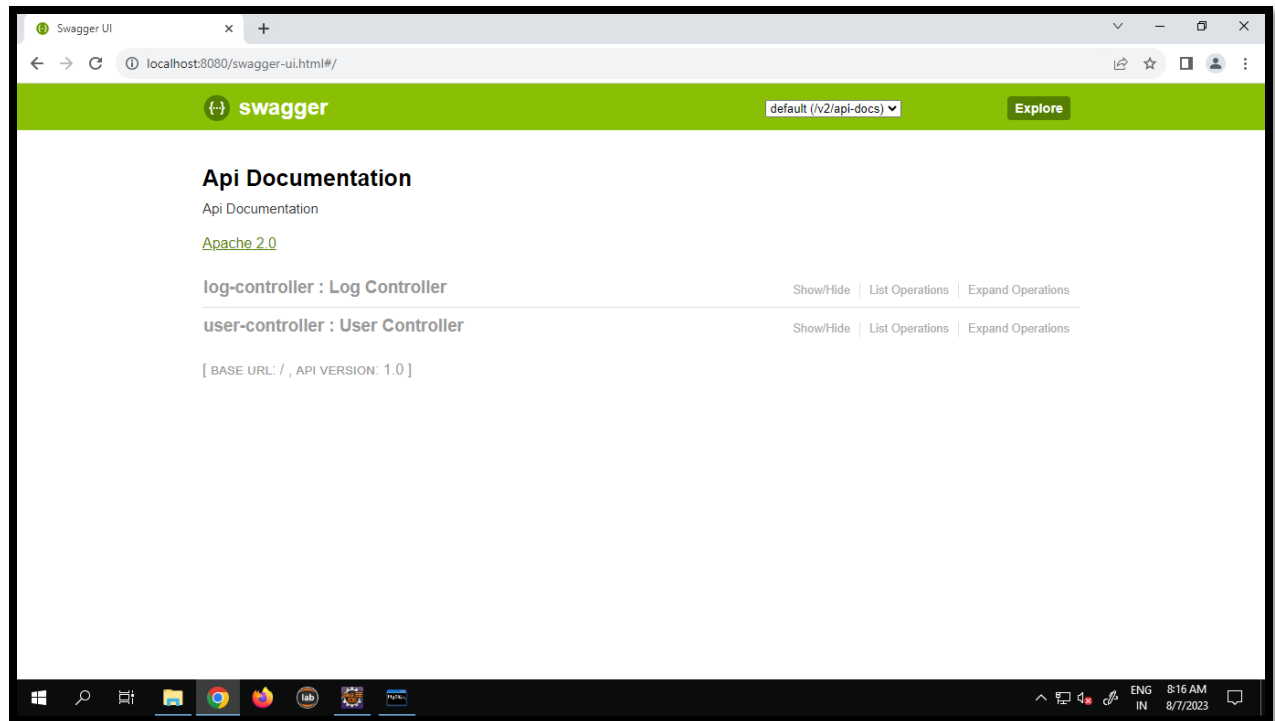 Swagger UI
localhost:8080/swagger-ui.html#/
{···} swagger default (/v2/api-docs) Explore
Api Documentation
Api Documentation
Apache 2.0
log-controller : Log Controller Show/Hide List Operations Expand Operations
user-controller : User Controller Show/Hide List Operations Expand Operations
[ BASE URL: / , API VERSION: 1.0 ]
lab
ENG 8:16 AM
IN 8/7/2023